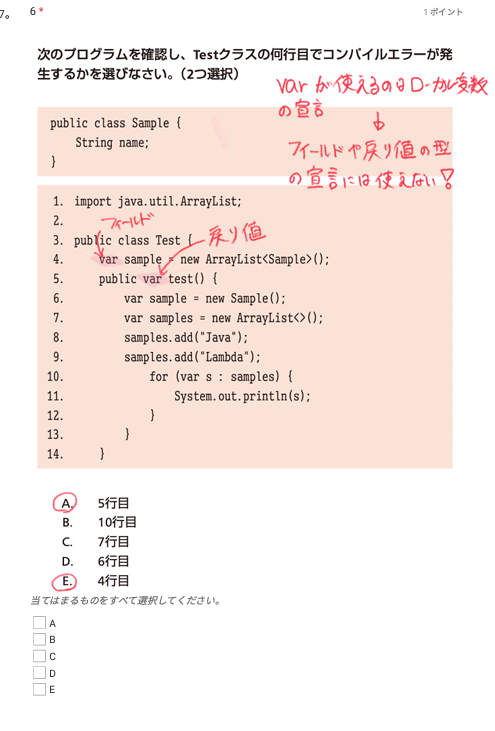 7。
6 *
1 ポイント
次のプログラムを確認し、Testクラスの何行目でコンパイルエラーが発
生するかを選びなさい。（2つ選択）
varが使えるのはローカル変数
の宣言
↓
フィールドや戻り値の型
の宣言には使えない！
public class Sample {
String name;
}
1. import java.util.ArrayList;
2.
フィールド
戻り値
3. public class Test {
4. var sample = new ArrayList<Sample>();
5. public var test() {
6. var sample = new Sample();
7. var samples = new ArrayList<>();
8. samples.add("Java");
9. samples.add("Lambda");
10. for (var s : samples) {
11. System.out.println(s);
12. }
13. }
14. }
A. 5行目
B. 10行目
C. 7行目
D. 6行目
E. 4行目
当てはまるものをすべて選択してください。
A
B
C
D
E